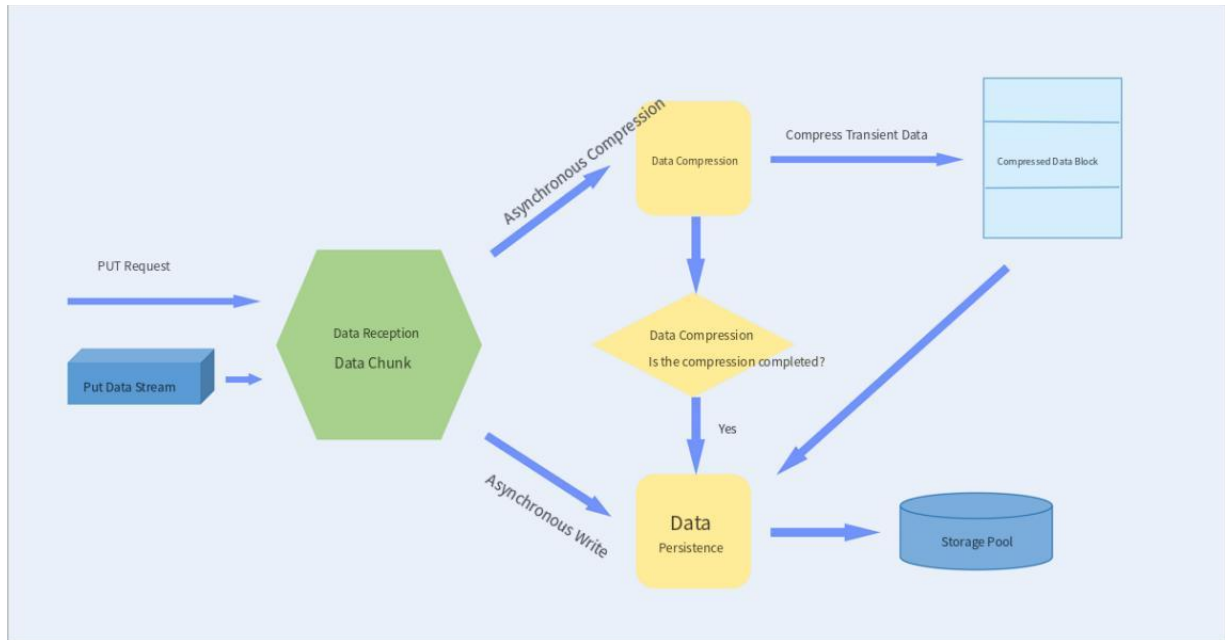 PUT Request
Put Data Stream
Data Reception
Data Chunk
Asynchronous Compression
Asynchronous Write
Data Compression
Compress Transient Data
Compressed Data Block
Data Compression
Is the compression completed?
Yes
Data
Persistence
Storage Pool